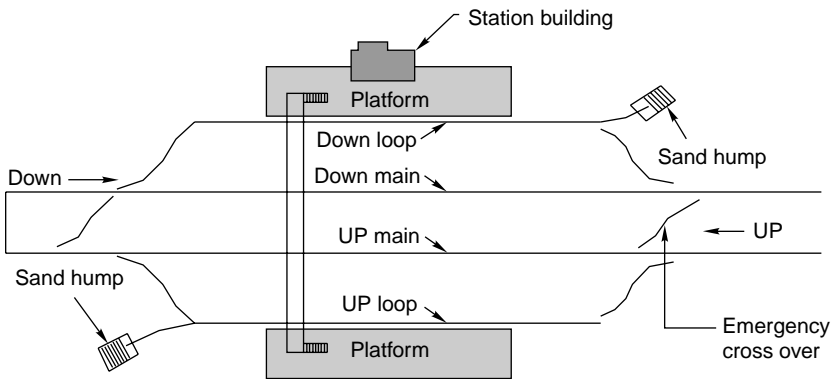 Station building
Platform
Down loop
Sand hump
Down
Down main
UP main
UP
Sand hump
UP loop
Emergency
cross over
Platform